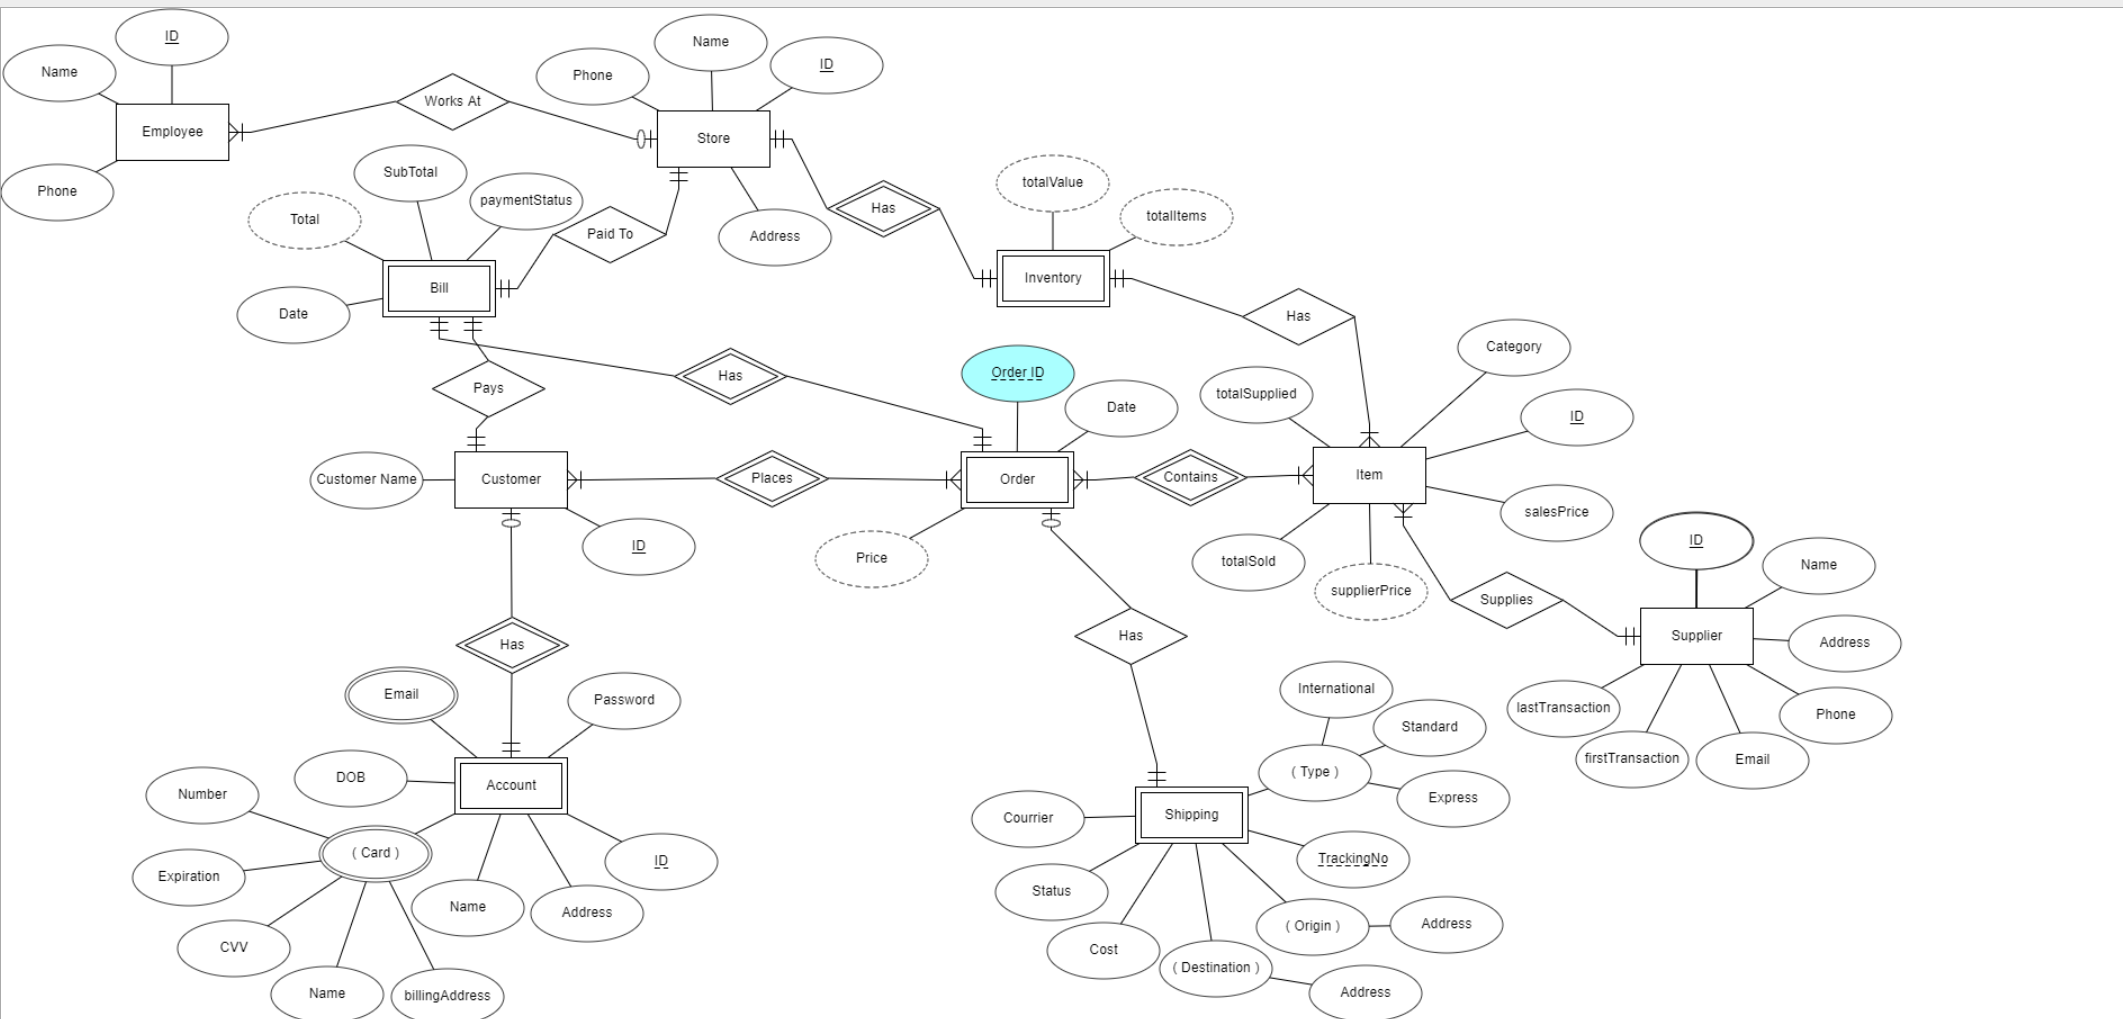 ID
Name
Employee
Phone
Works At
Phone
Name
ID
Store
Address
SubTotal
paymentStatus
Total
Paid To
Bill
Date
Has
totalValue
totalItems
Inventory
Has
Pays
Has
Order ID
Date
Category
totalSupplied
ID
Customer Name
Customer
Places
Order
Contains
Item
salesPrice
ID
Price
totalSold
supplierPrice
ID
Name
Supplies
Supplier
Address
Has
Has
lastTransaction
Phone
firstTransaction
Email
Email
Password
DOB
Account
Number
( Card )
ID
Expiration
Name
Address
CVV
Name
billingAddress
International
Standard
( Type )
Express
Courrier
Shipping
TrackingNo
Status
( Origin )
Address
Cost
( Destination )
Address